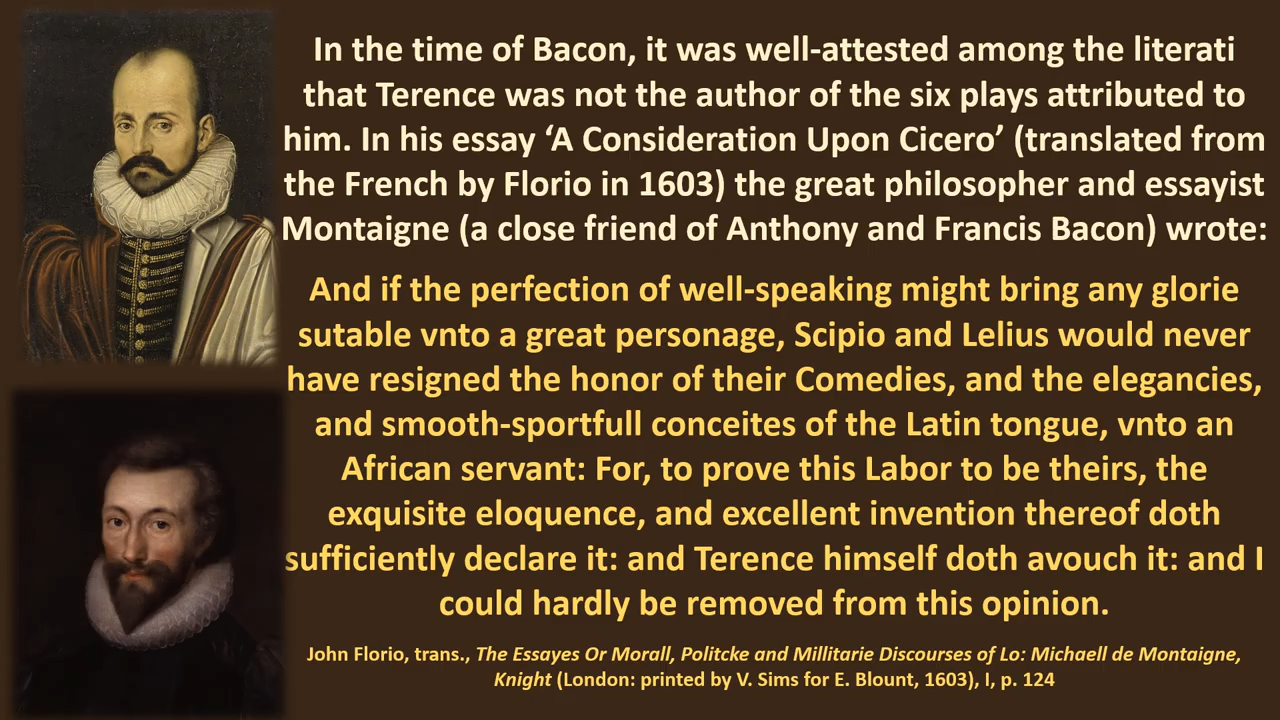 In the time of Bacon, it was well-attested among the literati
that Terence was not the author of the six plays attributed to
him. In his essay ‘A Consideration Upon Cicero’ (translated from
the French by Florio in 1603) the great philosopher and essayist
Montaigne (a close friend of Anthony and Francis Bacon) wrote:
And if the perfection of well-speaking might bring any glorie
sutable vnto a great personage, Scipio and Lelius would never
have resigned the honor of their Comedies, and the elegancies,
and smooth-sportfull conceites of the Latin tongue, vnto an
African servant: For, to prove this Labor to be theirs, the
exquisite eloquence, and excellent invention thereof doth
sufficiently declare it: and Terence himself doth avouch it: and I
could hardly be removed from this opinion.
John Florio, trans., The Essayes Or Morall, Politcke and Millitarie Discourses of Lo: Michaell de Montaigne,
Knight (London: printed by V. Sims for E. Blount, 1603), I, p. 124